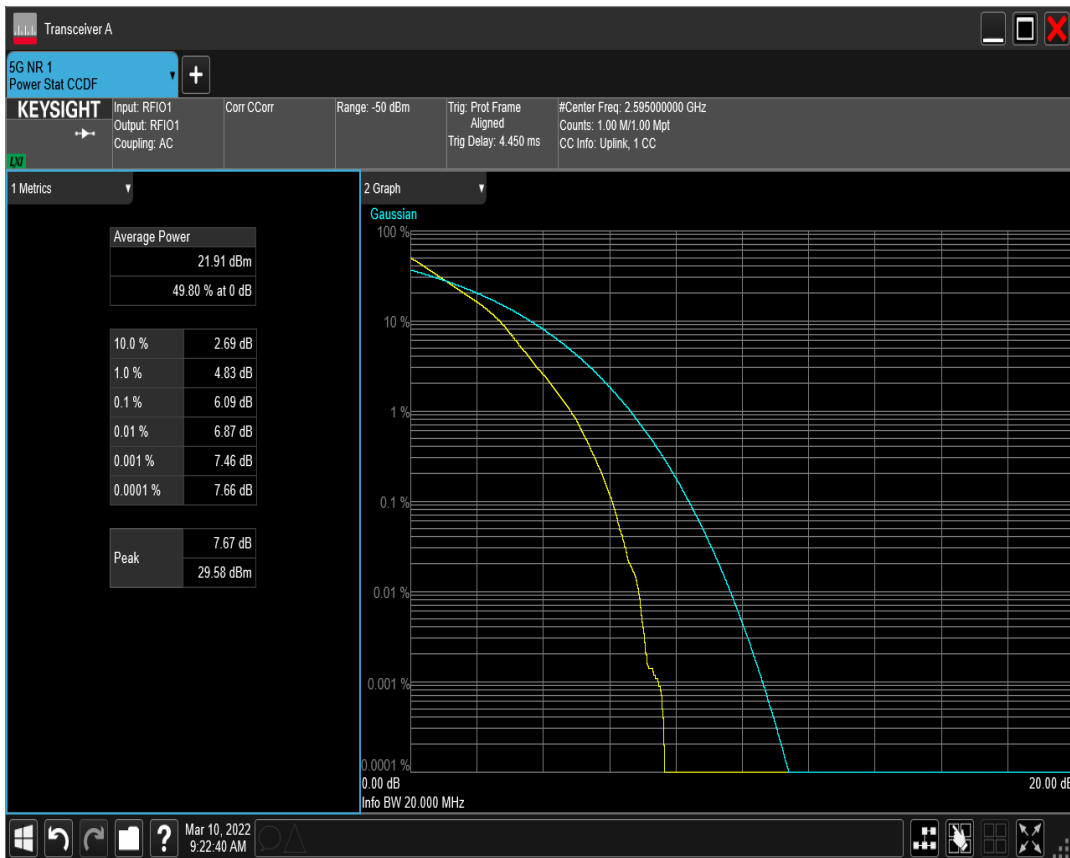 Transceiver A
5G NR 1
Power Stat CCDF
+
KEYSIGHT
LXI
Input: RFIO1
Output: RFIO1
Coupling: AC
Corr CCorr
Range: -50 dBm
Trig: Prot Frame
Aligned
Trig Delay: 4.450 ms
#Center Freq: 2.595000000 GHz
Counts: 1.00 M/1.00 Mpt
CC Info: Uplink, 1 CC
1 Metrics
Average Power
21.91 dBm
49.80 % at 0 dB
10.0 % 2.69 dB
1.0 % 4.83 dB
0.1 % 6.09 dB
0.01 % 6.87 dB
0.001 % 7.46 dB
0.0001 % 7.66 dB
Peak
7.67 dB
29.58 dBm
2 Graph
Gaussian
100 %
10 %
1 %
0.1 %
0.01 %
0.001 %
0.0001 %
0.00 dB 20.00 dB
Info BW 20.000 MHz
?
Mar 10, 2022
9:22:40 AM